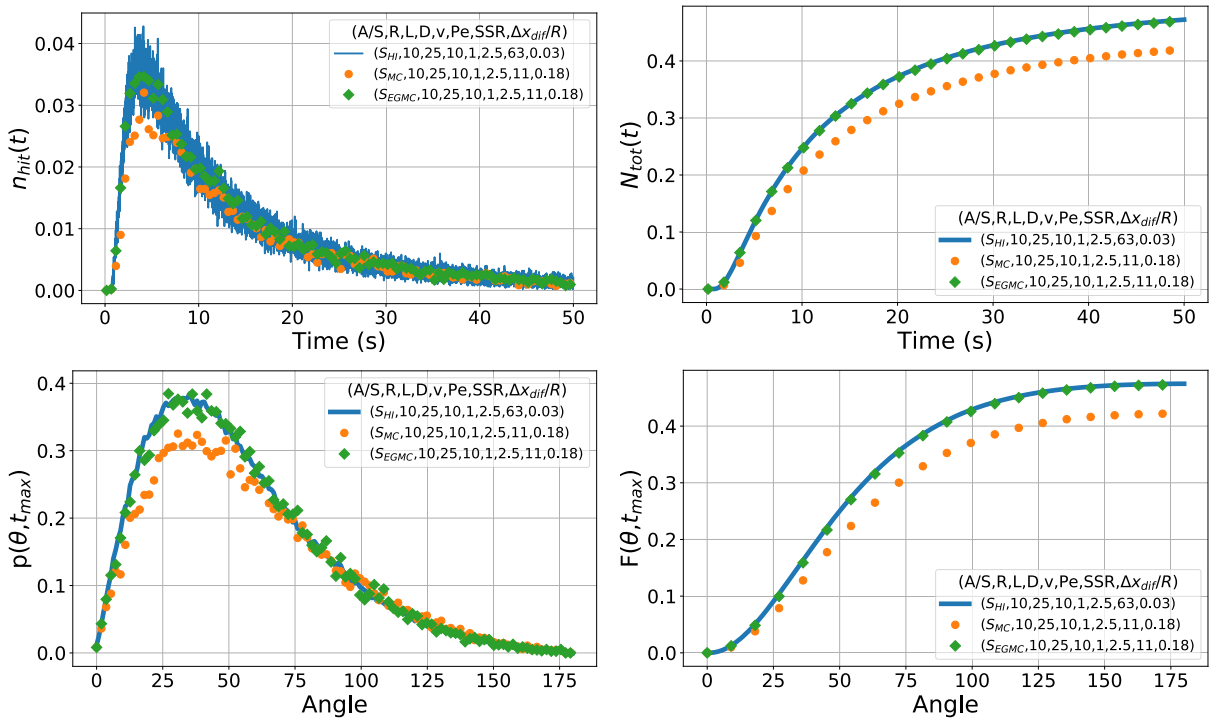 0.04
0.03
0.02
0.01
0.00
n_hit(t)
(A/S,R,L,D,v,Pe,SSR,Δx_dif/R)
(S_HI,10,25,10,1,2.5,63,0.03)
(S_MC,10,25,10,1,2.5,11,0.18)
(S_EGMC,10,25,10,1,2.5,11,0.18)
0 10 20 30 40 50
Time (s)
0.4
0.3
0.2
0.1
0.0
N_tot(t)
(A/S,R,L,D,v,Pe,SSR,Δx_dif/R)
(S_HI,10,25,10,1,2.5,63,0.03)
(S_MC,10,25,10,1,2.5,11,0.18)
(S_EGMC,10,25,10,1,2.5,11,0.18)
0 10 20 30 40 50
Time (s)
0.4
0.3
0.2
0.1
0.0
p(θ,t_max)
(A/S,R,L,D,v,Pe,SSR,Δx_dif/R)
(S_HI,10,25,10,1,2.5,63,0.03)
(S_MC,10,25,10,1,2.5,11,0.18)
(S_EGMC,10,25,10,1,2.5,11,0.18)
0 25 50 75 100 125 150 175
Angle
0.4
0.3
0.2
0.1
0.0
F(θ,t_max)
(A/S,R,L,D,v,Pe,SSR,Δx_dif/R)
(S_HI,10,25,10,1,2.5,63,0.03)
(S_MC,10,25,10,1,2.5,11,0.18)
(S_EGMC,10,25,10,1,2.5,11,0.18)
0 25 50 75 100 125 150 175
Angle